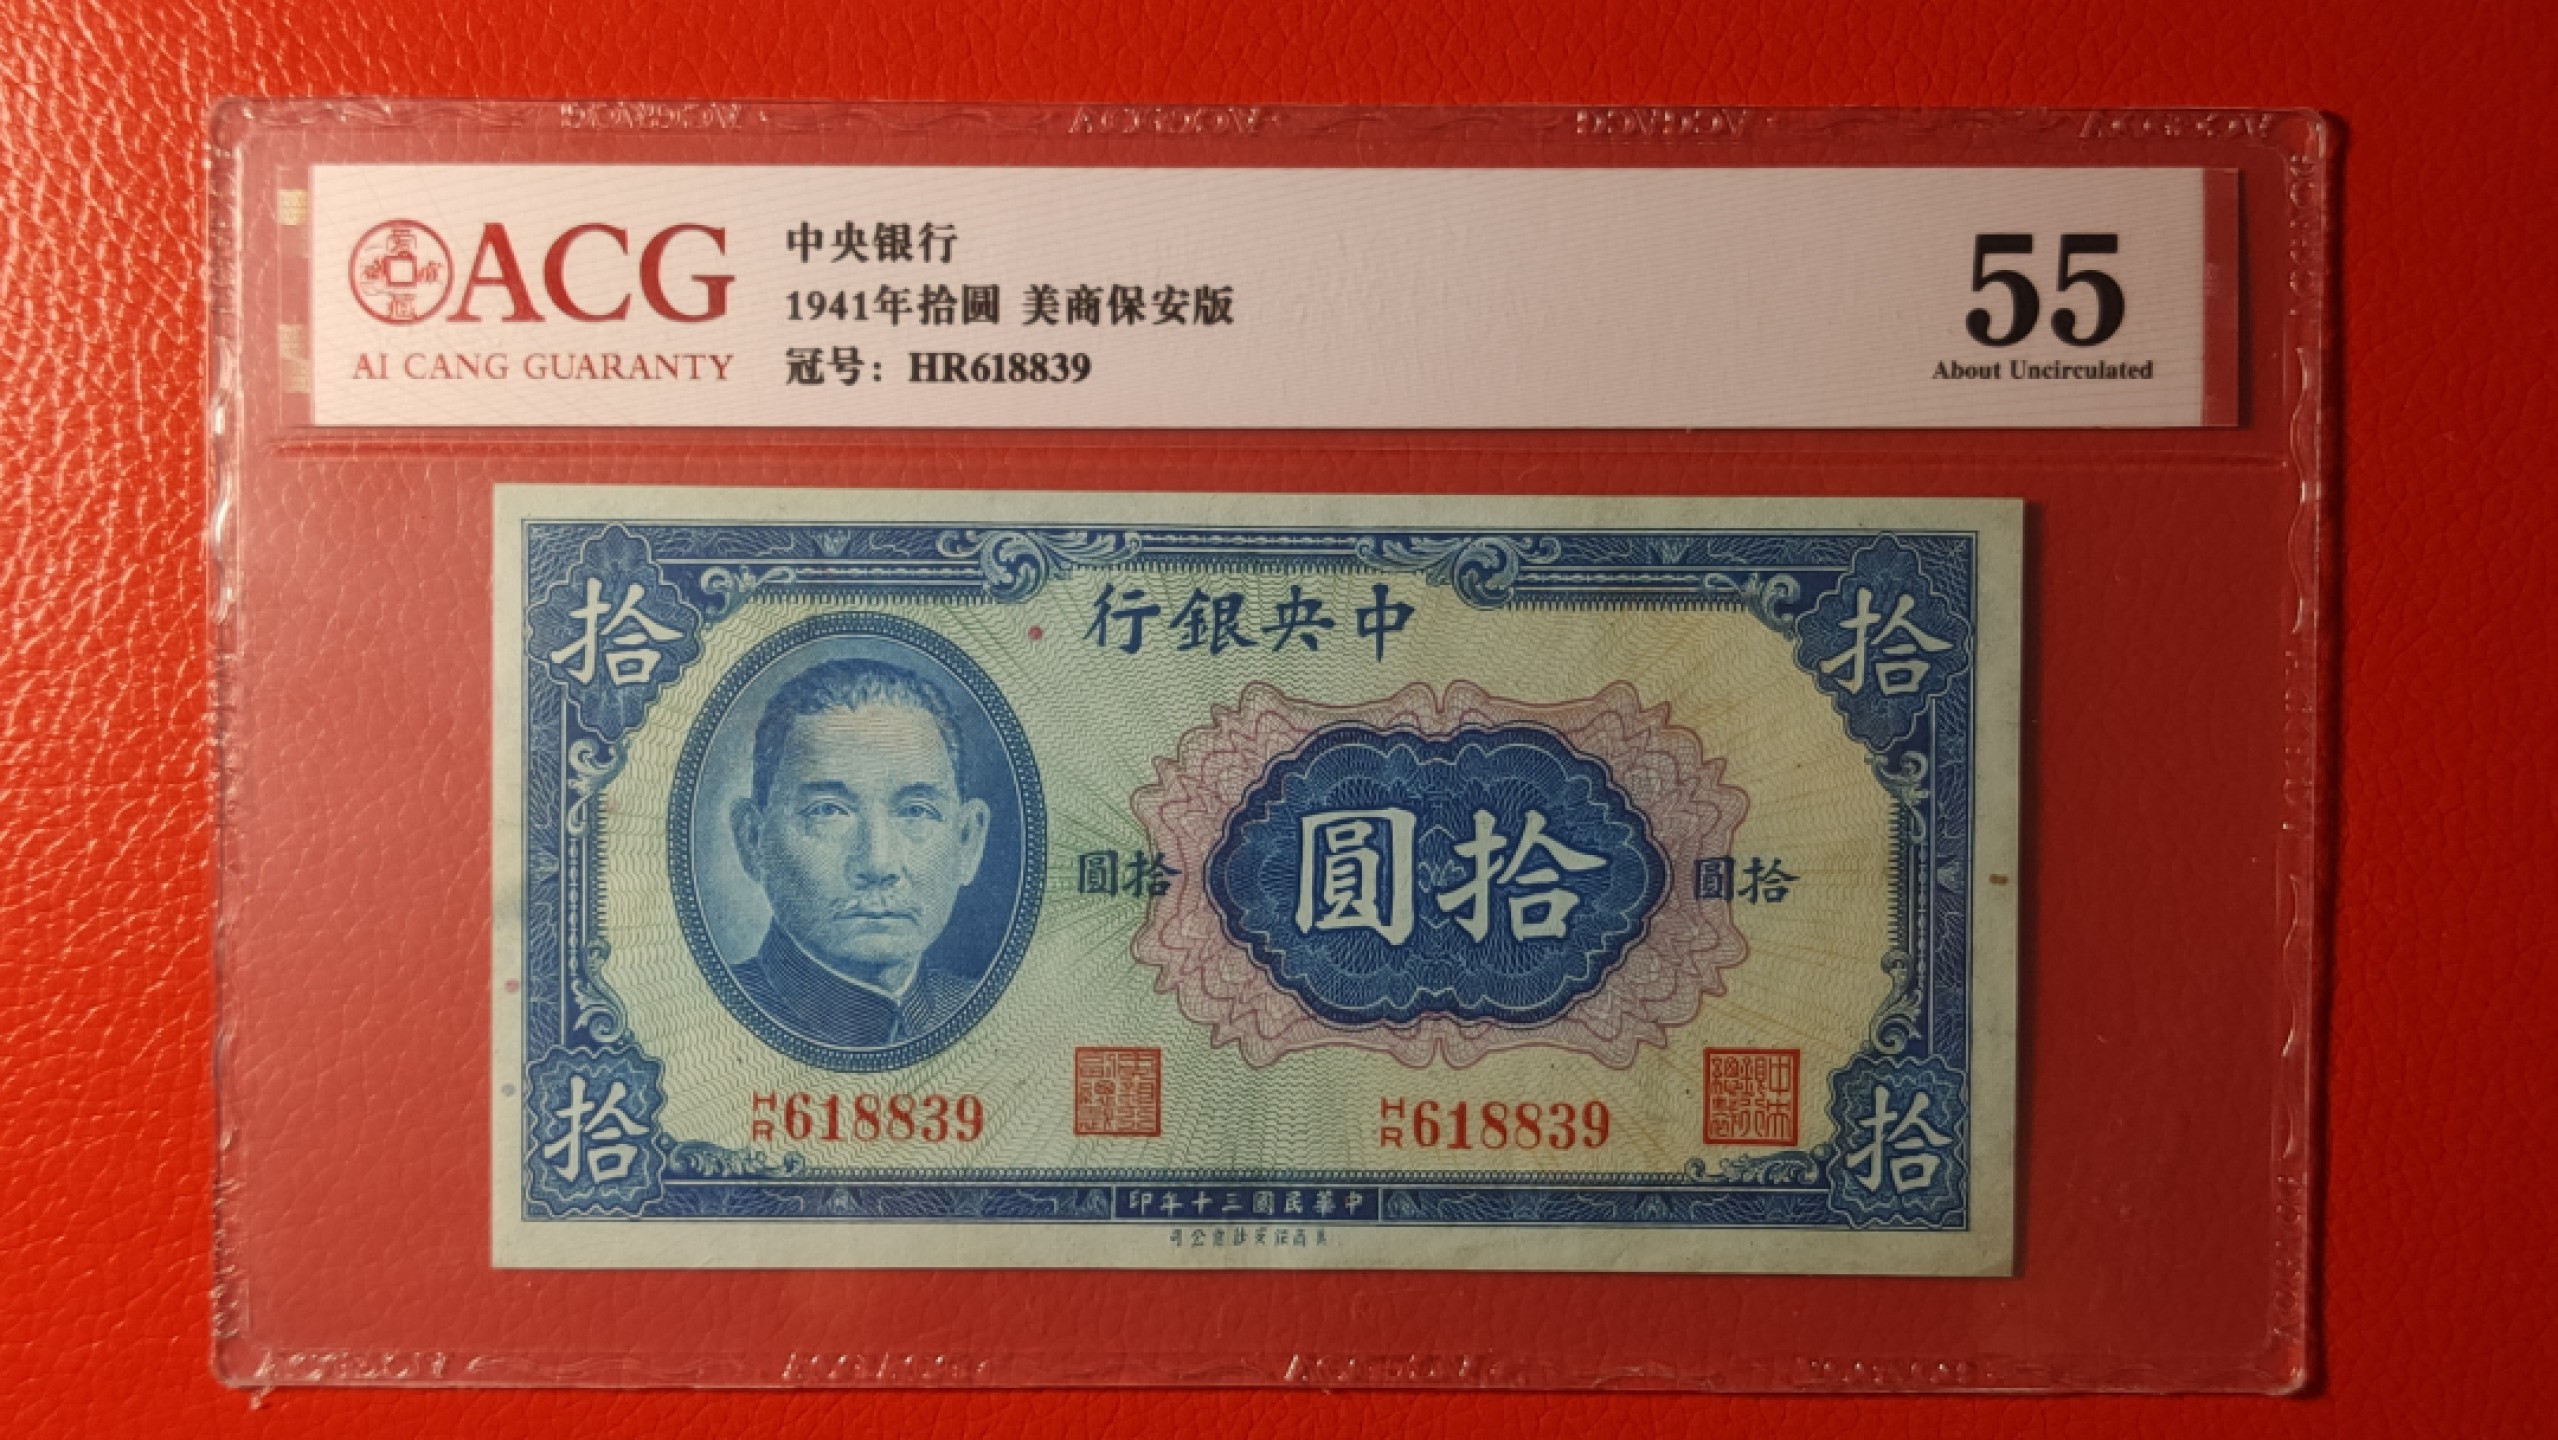 ACG
AI CANG GUARANTY
中央银行
1941年拾圆 美商保安版
冠号：HR618839
55
About Uncirculated
行銀央中
拾
拾
圓拾
圓拾
圓拾
HR618839
HR618839
拾
拾
印年十三國民華中